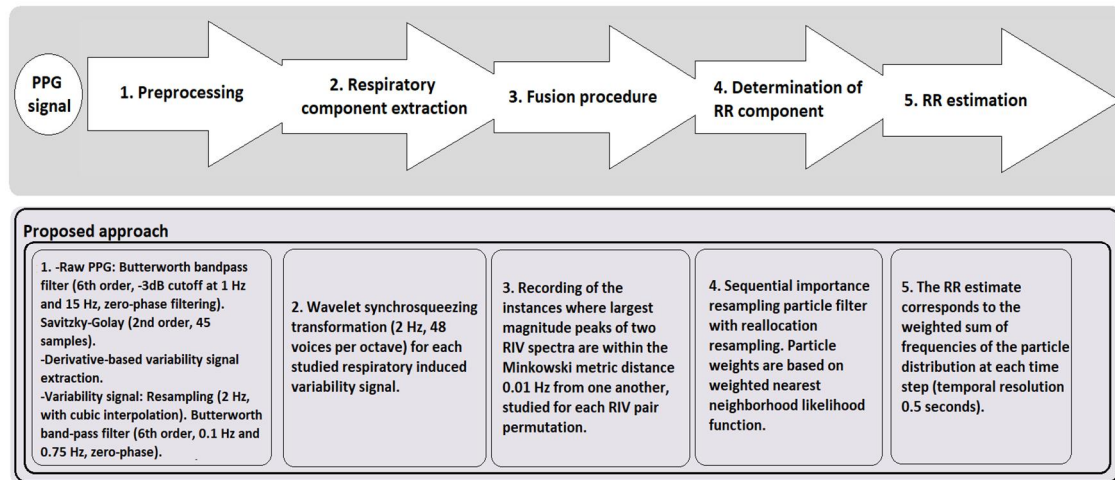 PPG
signal
1. Preprocessing
2. Respiratory
component extraction
3. Fusion procedure
4. Determination of
RR component
5. RR estimation
Proposed approach
1. -Raw PPG: Butterworth bandpass
filter (6th order, -3dB cutoff at 1 Hz
and 15 Hz, zero-phase filtering).
Savitzky-Golay (2nd order, 45
samples).
-Derivative-based variability signal
extraction.
-Variability signal: Resampling (2 Hz,
with cubic interpolation). Butterworth
band-pass filter (6th order, 0.1 Hz and
0.75 Hz, zero-phase).
2. Wavelet synchrosqueezing
transformation (2 Hz, 48
voices per octave) for each
studied respiratory induced
variability signal.
3. Recording of the
instances where largest
magnitude peaks of two
RIV spectra are within the
Minkowski metric distance
0.01 Hz from one another,
studied for each RIV pair
permutation.
4. Sequential importance
resampling particle filter
with reallocation
resampling. Particle
weights are based on
weighted nearest
neighborhood likelihood
function.
5. The RR estimate
corresponds to the
weighted sum of
frequencies of the particle
distribution at each time
step (temporal resolution
0.5 seconds).